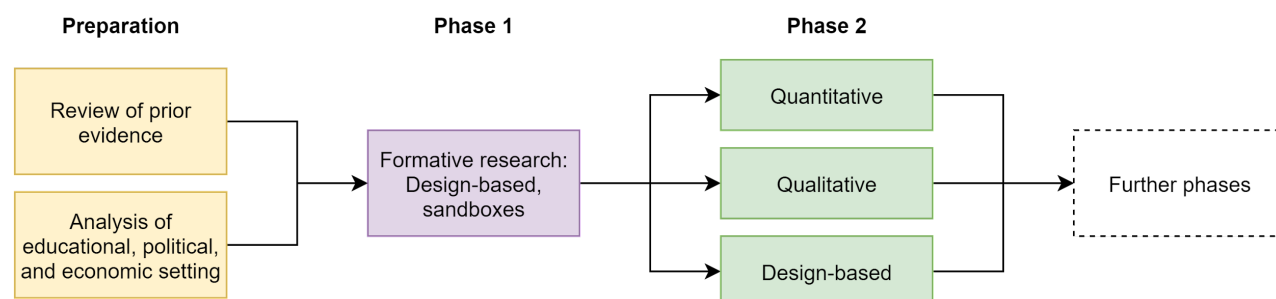 Preparation
Phase 1
Phase 2
Review of prior
evidence
Analysis of
educational, political,
and economic setting
Formative research:
Design-based,
sandboxes
Quantitative
Qualitative
Design-based
Further phases